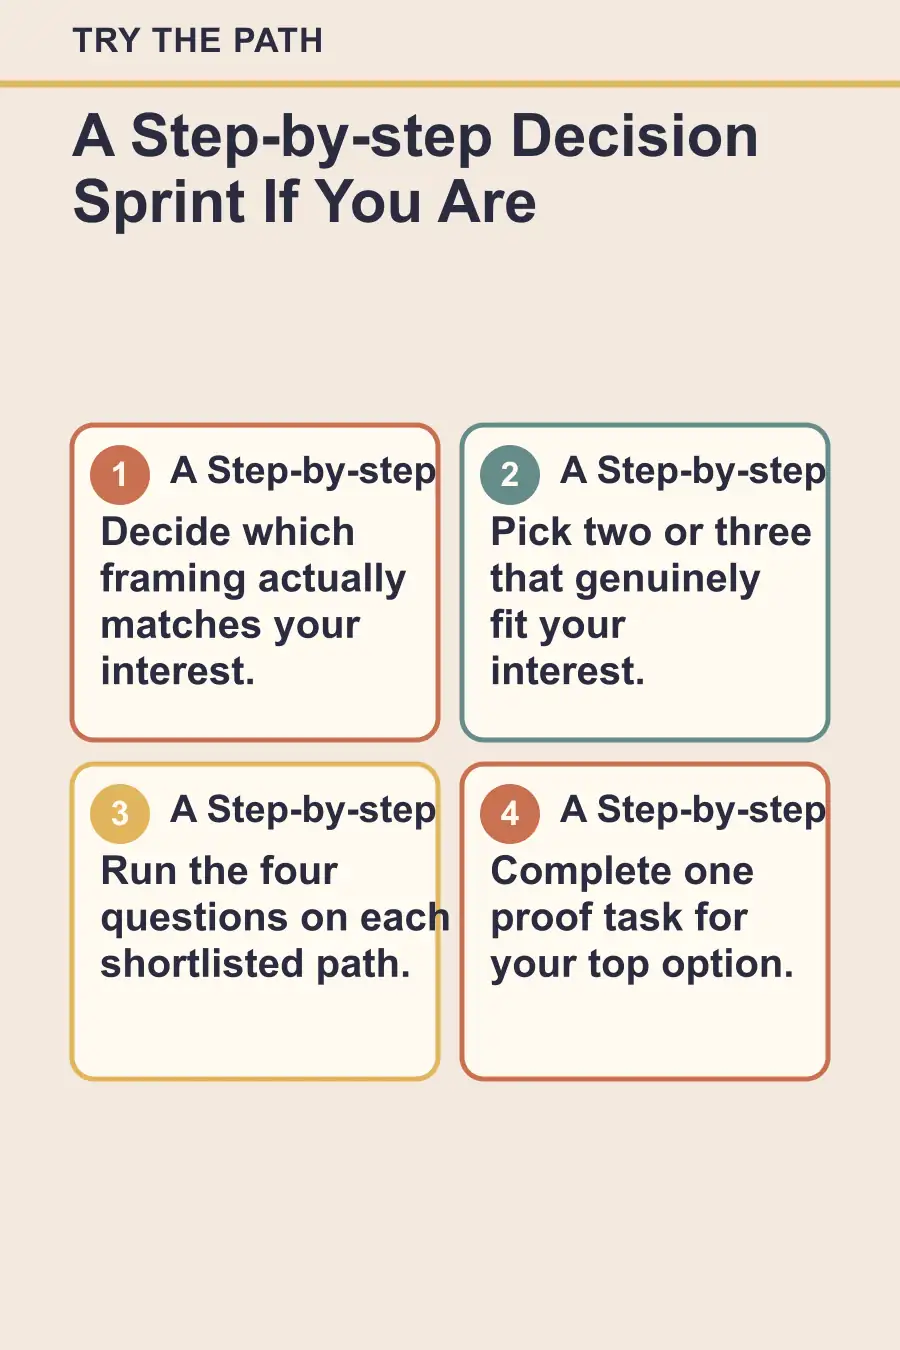 TRY THE PATH
A Step-by-step Decision
Sprint If You Are
1 A Step-by-step
Decide which
framing actually
matches your
interest.
2 A Step-by-step
Pick two or three
that genuinely
fit your
interest.
3 A Step-by-step
Run the four
questions on each
shortlisted path.
4 A Step-by-step
Complete one
proof task for
your top option.